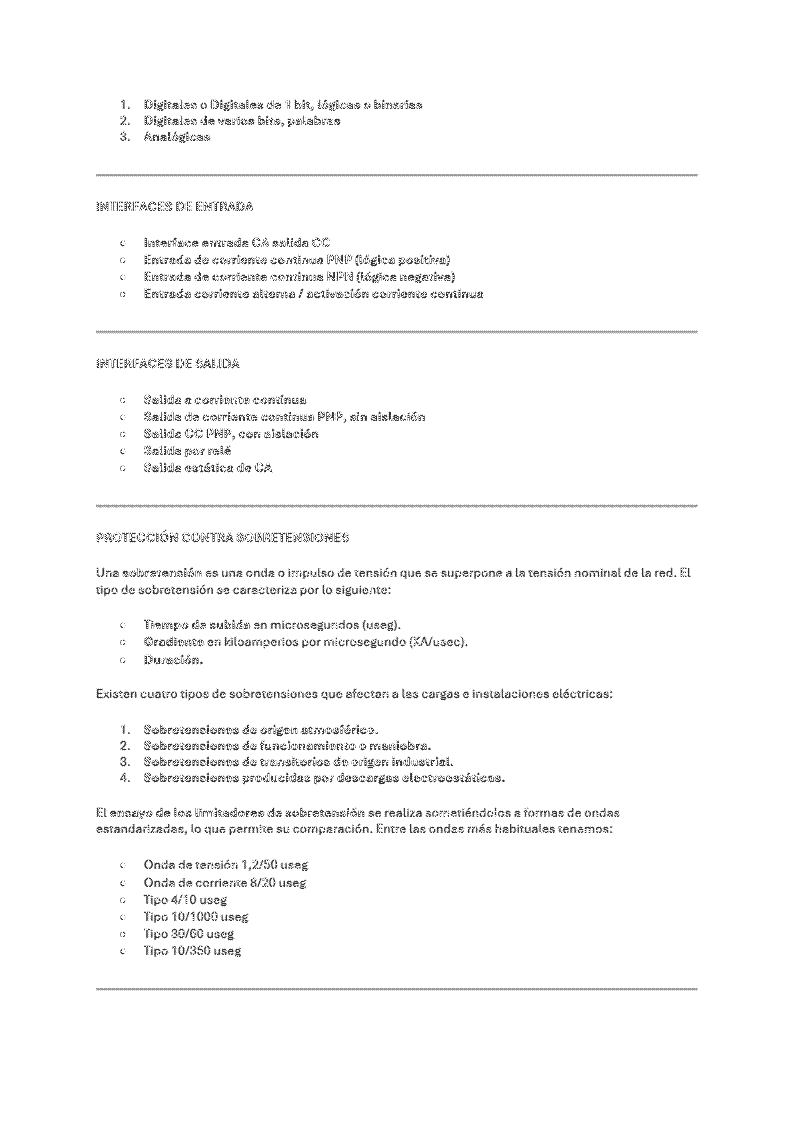 1. Digitales o Digitales de 1 bit, lógicas o binarias
2. Digitales de varios bits, palabras
3. Analógicas
INTERFACES DE ENTRADA
○ Interface entrada CA salida CC
○ Entrada de corriente continua PNP (lógica positiva)
○ Entrada de corriente continua NPN (lógica negativa)
○ Entrada corriente alterna / activación corriente continua
INTERFACES DE SALIDA
○ Salida a corriente continua
○ Salida de corriente continua PNP, sin aislación
○ Salida CC PNP, con aislación
○ Salida por relé
○ Salida estática de CA
PROTECCIÓN CONTRA SOBRETENSIONES
Una sobretensión es una onda o impulso de tensión que se superpone a la tensión nominal de la red. El
tipo de sobretensión se caracteriza por lo siguiente:
○ Tiempo de subida en microsegundos (useg).
○ Gradiente en kiloamperios por microsegundo (KA/usec).
○ Duración.
Existen cuatro tipos de sobretensiones que afectan a las cargas e instalaciones eléctricas:
1. Sobretensiones de origen atmosférico.
2. Sobretensiones de funcionamiento o maniobra.
3. Sobretensiones de transitorios de origen industrial.
4. Sobretensiones producidas por descargas electroestáticas.
El ensayo de los limitadores de sobretensión se realiza sometiéndolos a formas de ondas
estandarizadas, lo que permite su comparación. Entre las ondas más habituales tenamos:
○ Onda de tensión 1,2/50 useg
○ Onda de corriente 8/20 useg
○ Tipo 4/10 useg
○ Tipo 10/1000 useg
○ Tipo 30/60 useg
○ Tipo 10/350 useg